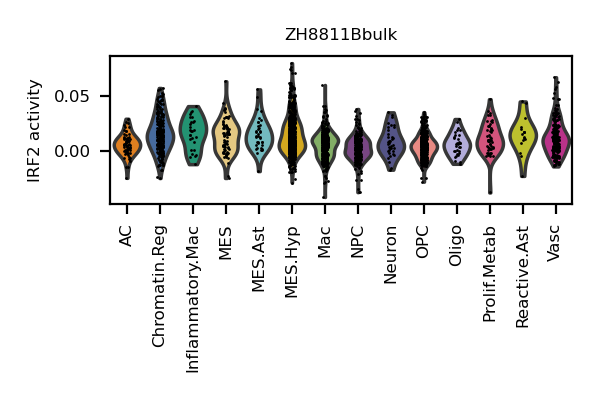 ZH8811Bbulk
IRF2 activity
0.05
0.00
AC
Chromatin.Reg
Inflammatory.Mac
MES
MES.Ast
MES.Hyp
Mac
NPC
Neuron
OPC
Oligo
Prolif.Metab
Reactive.Ast
Vasc